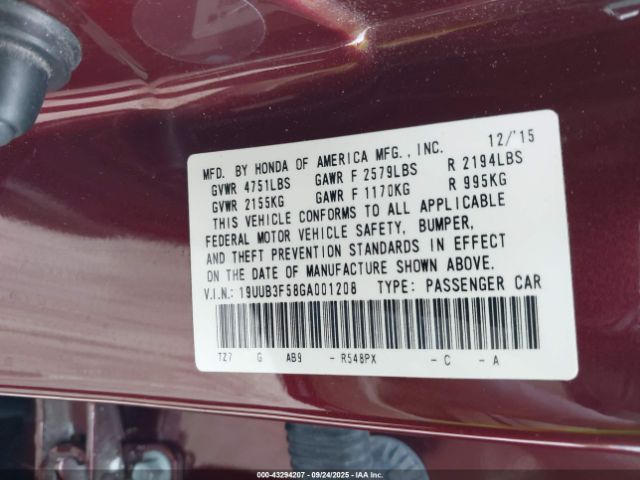 12/'15
MFD. BY HONDA OF AMERICA MFG., INC.
GVWR 4751LBS GAWR F 2579LBS R 2194LBS
GVWR 2155KG GAWR F 1170KG R 995KG
THIS VEHICLE CONFORMS TO ALL APPLICABLE
FEDERAL MOTOR VEHICLE SAFETY, BUMPER,
AND THEFT PREVENTION STANDARDS IN EFFECT
ON THE DATE OF MANUFACTURE SHOWN ABOVE.
V.I.N.: 19UUB3F58GA001208 TYPE: PASSENGER CAR
TZ7 G AB9 - R548PX - C - A
000-43294207 - 09/24/2025 - IAA Inc.